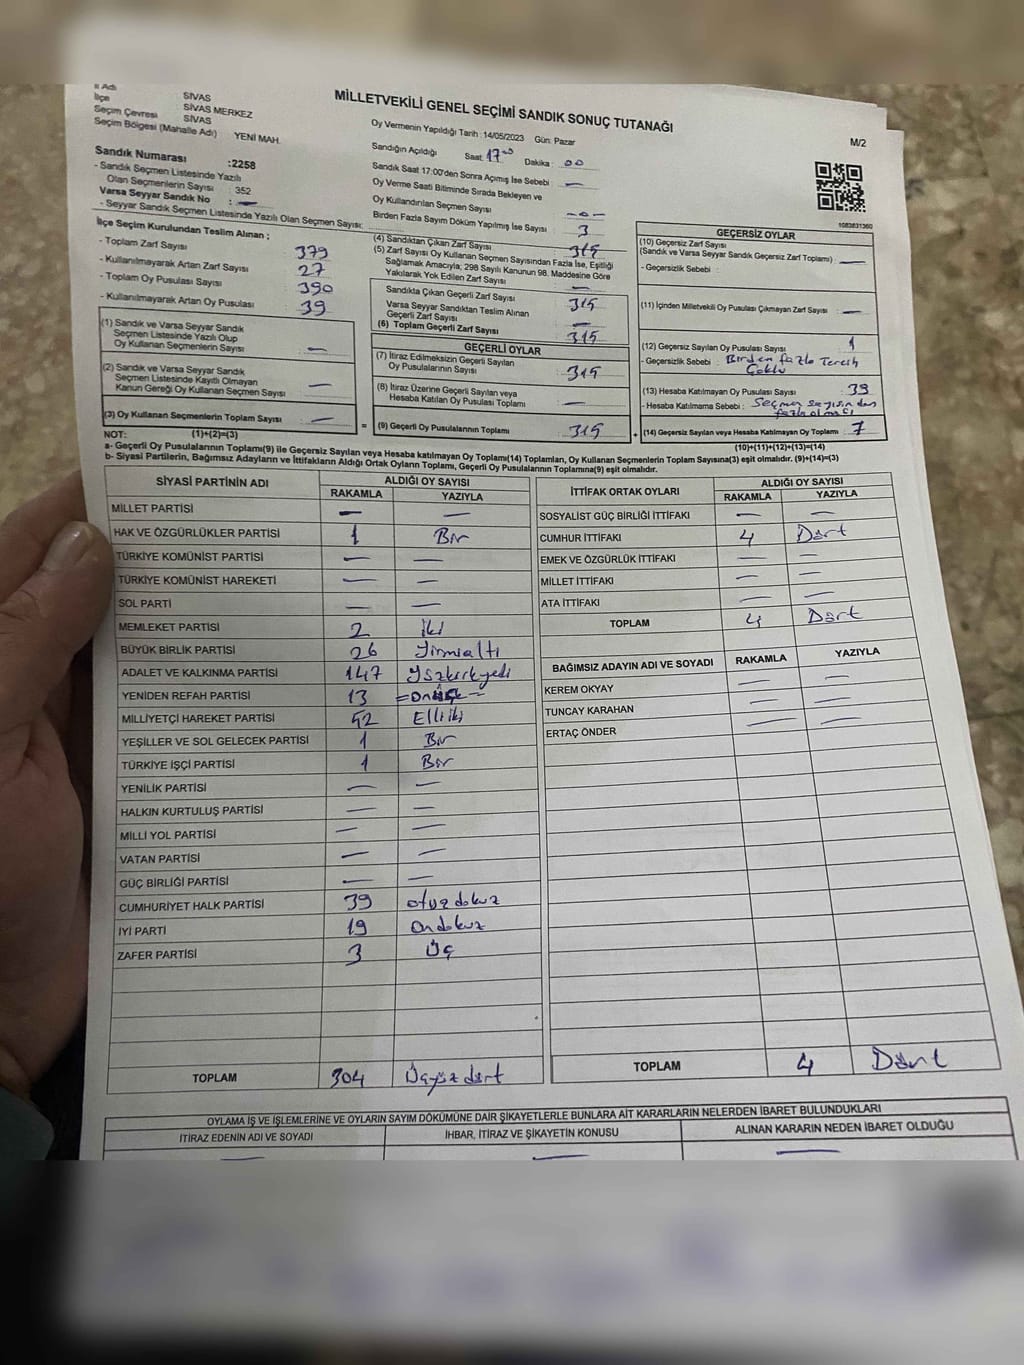 İl Adı SİVAS
İlçe : SİVAS MERKEZ
Seçim Çevresi : SİVAS
Seçim Bölgesi (Mahalle Adı) YENİ MAH.
MİLLETVEKİLİ GENEL SEÇİMİ SANDIK SONUÇ TUTANAĞI
M/2
Oy Vermenin Yapıldığı Tarih : 14/05/2023 Gün: Pazar
Sandığın Açıldığı Saat: 17⁰⁰ Dakika : 00
Sandık Saat 17:00'den Sonra Açımış İse Sebebi : —
Oy Verme Saati Bitiminde Sırada Bekleyen ve
Oy Kullandırılan Seçmen Sayısı : -0-
Birden Fazla Sayım Döküm Yapılmış İse Sayısı : 3
Sandık Numarası : 2258
- Sandık Seçmen Listesinde Yazılı
Olan Seçmenlerin Sayısı : 352
Varsa Seyyar Sandık No : —
- Seyyar Sandık Seçmen Listesinde Yazılı Olan Seçmen Sayısı:
İlçe Seçim Kurulundan Teslim Alınan :
- Toplam Zarf Sayısı : 379
- Kullanılmayarak Artan Zarf Sayısı : 27
- Toplam Oy Pusulası Sayısı : 390
- Kullanılmayarak Artan Oy Pusulası : 39
(1) Sandık ve Varsa Seyyar Sandık
Seçmen Listesinde Yazılı Olup
Oy Kullanan Seçmenlerin Sayısı : —
(2) Sandık ve Varsa Seyyar Sandık
Seçmen Listesinde Kayıtlı Olmayan
Kanun Gereği Oy Kullanan Seçmen Sayısı : —
(3) Oy Kullanan Seçmenlerin Toplam Sayısı : —
(4) Sandıktan Çıkan Zarf Sayısı : 315
(5) Zarf Sayısı Oy Kullanan Seçmen Sayısından Fazla İse, Eşitliği
Sağlamak Amacıyla; 298 Sayılı Kanunun 98. Maddesine Göre
Yakılarak Yok Edilen Zarf Sayısı : —
Sandıkta Çıkan Geçerli Zarf Sayısı : 315
Varsa Seyyar Sandıktan Teslim Alınan
Geçerli Zarf Sayısı : —
(6) Toplam Geçerli Zarf Sayısı : 315
GEÇERLİ OYLAR
(7) İtiraz Edilmeksizin Geçerli Sayılan
Oy Pusulalarının Sayısı : 315
(8) İtiraz Üzerine Geçerli Sayılan veya
Hesaba Katılan Oy Pusulası Toplamı : —
= (9) Geçerli Oy Pusulalarının Toplamı : 315
1083831360
GEÇERSİZ OYLAR
(10) Geçersiz Zarf Sayısı
(Sandık ve Varsa Seyyar Sandık Geçersiz Zarf Toplamı) : —
- Geçersizlik Sebebi :
(11) İçinden Milletvekili Oy Pusulası Çıkmayan Zarf Sayısı : —
(12) Geçersiz Sayılan Oy Pusulası Sayısı : 1
- Geçersizlik Sebebi : Birden fazla Tercih
(13) Hesaba Katılmayan Oy Pusulası Sayısı : 39
- Hesaba Katılmama Sebebi : Seçmen sayısından
fazla olmacı
+ (14) Geçersiz Sayılan veya Hesaba Katılmayan Oy Toplamı : 7
NOT: (1)+(2)=(3)
(10)+(11)+(12)+(13)=(14)
a- Geçerli Oy Pusulalarının Toplamı(9) ile Geçersiz Sayılan veya Hesaba katılmayan Oy Toplamı(14) Toplamları, Oy Kullanan Seçmenlerin Toplam Sayısına(3) eşit olmalıdır. (9)+(14)=(3)
b- Siyasi Partilerin, Bağımsız Adayların ve İttifakların Aldığı Ortak Oyların Toplamı, Geçerli Oy Pusulalarının Toplamına(9) eşit olmalıdır.
SİYASİ PARTİNİN ADI ALDIĞI OY SAYISI
RAKAMLA YAZIYLA
MİLLET PARTİSİ — —
HAK VE ÖZGÜRLÜKLER PARTİSİ 1 Bir
TÜRKİYE KOMÜNİST PARTİSİ — —
TÜRKİYE KOMÜNİST HAREKETİ — —
SOL PARTİ — —
MEMLEKET PARTİSİ 2 İki
BÜYÜK BİRLİK PARTİSİ 26 Yirmialtı
ADALET VE KALKINMA PARTİSİ 147 Yüzkırkyedi
YENİDEN REFAH PARTİSİ 13 = Onüç =
MİLLİYETÇİ HAREKET PARTİSİ 52 Elliiki
YEŞİLLER VE SOL GELECEK PARTİSİ 1 Bir
TÜRKİYE İŞÇİ PARTİSİ 1 Bir
YENİLİK PARTİSİ — —
HALKIN KURTULUŞ PARTİSİ — —
MİLLİ YOL PARTİSİ — —
VATAN PARTİSİ — —
GÜÇ BİRLİĞİ PARTİSİ — —
CUMHURİYET HALK PARTİSİ 39 otuzdokuz
İYİ PARTİ 19 Ondokuz
ZAFER PARTİSİ 3 Üç
TOPLAM 304 Üçyüzdört
İTTİFAK ORTAK OYLARI ALDIĞI OY SAYISI
RAKAMLA YAZIYLA
SOSYALİST GÜÇ BİRLİĞİ İTTİFAKI — —
CUMHUR İTTİFAKI 4 Dört
EMEK VE ÖZGÜRLÜK İTTİFAKI — —
MİLLET İTTİFAKI — —
ATA İTTİFAKI — —
TOPLAM 4 Dört
BAĞIMSIZ ADAYIN ADI VE SOYADI RAKAMLA YAZIYLA
KEREM OKYAY — —
TUNCAY KARAHAN — —
ERTAÇ ÖNDER — —
TOPLAM 4 Dört
OYLAMA İŞ VE İŞLEMLERİNE VE OYLARIN SAYIM DÖKÜMÜNE DAİR ŞİKAYETLERLE BUNLARA AİT KARARLARIN NELERDEN İBARET BULUNDUKLARI
İTİRAZ EDENİN ADI VE SOYADI İHBAR, İTİRAZ VE ŞİKAYETİN KONUSU ALINAN KARARIN NEDEN İBARET OLDUĞU
— — —